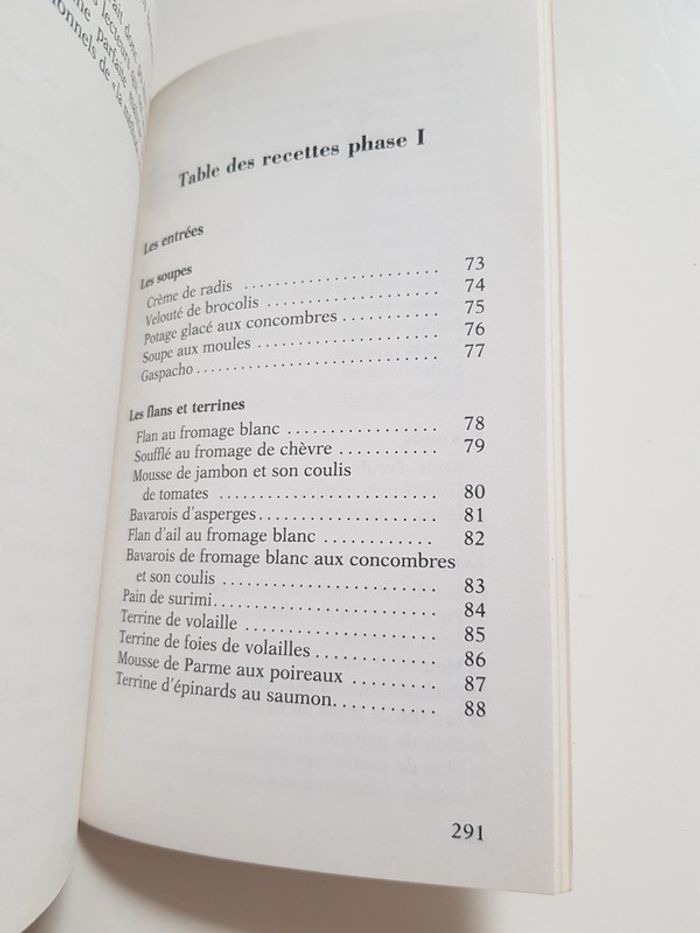 lecteurs qui
parfaite
Table des recettes phase I
Les entrées
Les soupes
Crème de radis ...................... 73
Velouté de brocolis .................... 74
Potage glacé aux concombres ........... 75
Soupe aux moules ..................... 76
Gaspacho ............................. 77
Les flans et terrines
Flan au fromage blanc .................. 78
Soufflé au fromage de chèvre ............ 79
Mousse de jambon et son coulis
de tomates .......................... 80
Bavarois d'asperges ..................... 81
Flan d'ail au fromage blanc ............ 82
Bavarois de fromage blanc aux concombres
et son coulis .......................... 83
Pain de surimi .......................... 84
Terrine de volaille ...................... 85
Terrine de foies de volailles ............. 86
Mousse de Parme aux poireaux ......... 87
Terrine d'épinards au saumon ........... 88
291